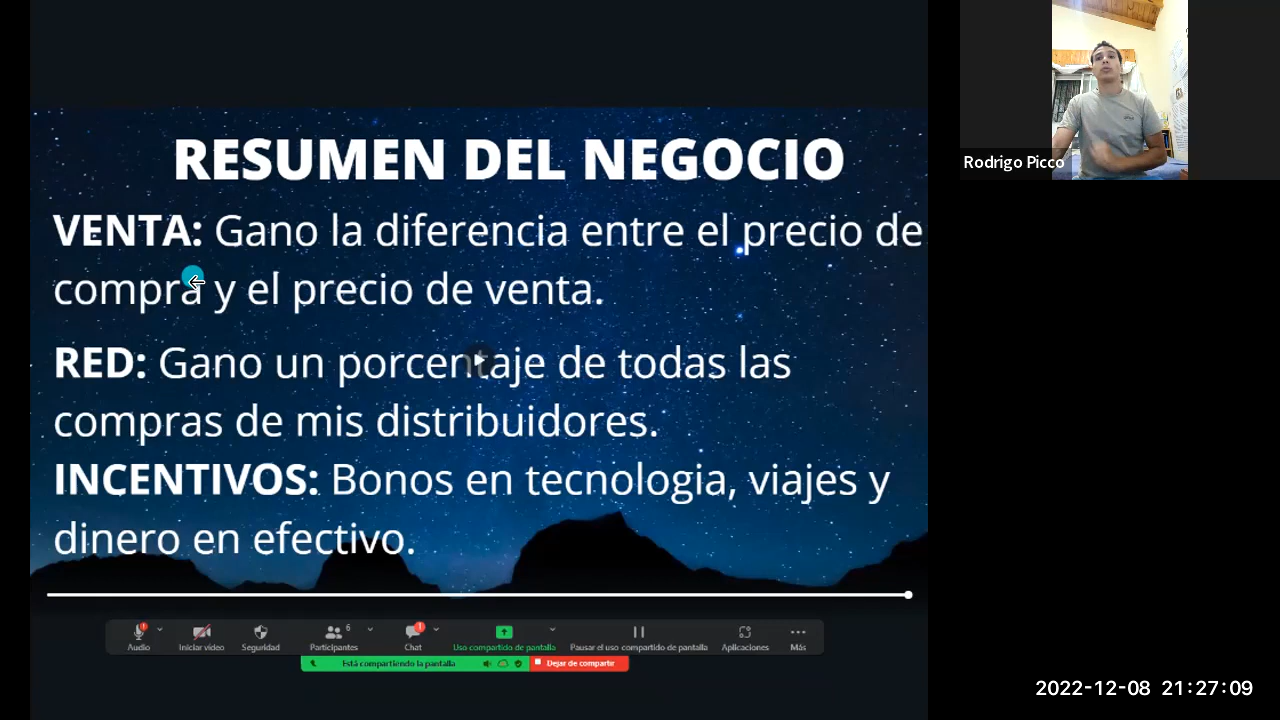 RESUMEN DEL NEGOCIO
VENTA: Gano la diferencia entre el precio de
compra y el precio de venta.
RED: Gano un porcentaje de todas las
compras de mis distribuidores.
INCENTIVOS: Bonos en tecnologia, viajes y
dinero en efectivo.
Audio
Iniciar video
Seguridad
6
Participantes
Chat
Uso compartido de pantalla
Pausar el uso compartido de pantalla
Aplicaciones
Más
Está compartiendo la pantalla
Dejar de compartir
Rodrigo Picco
2022-12-08 21:27:09